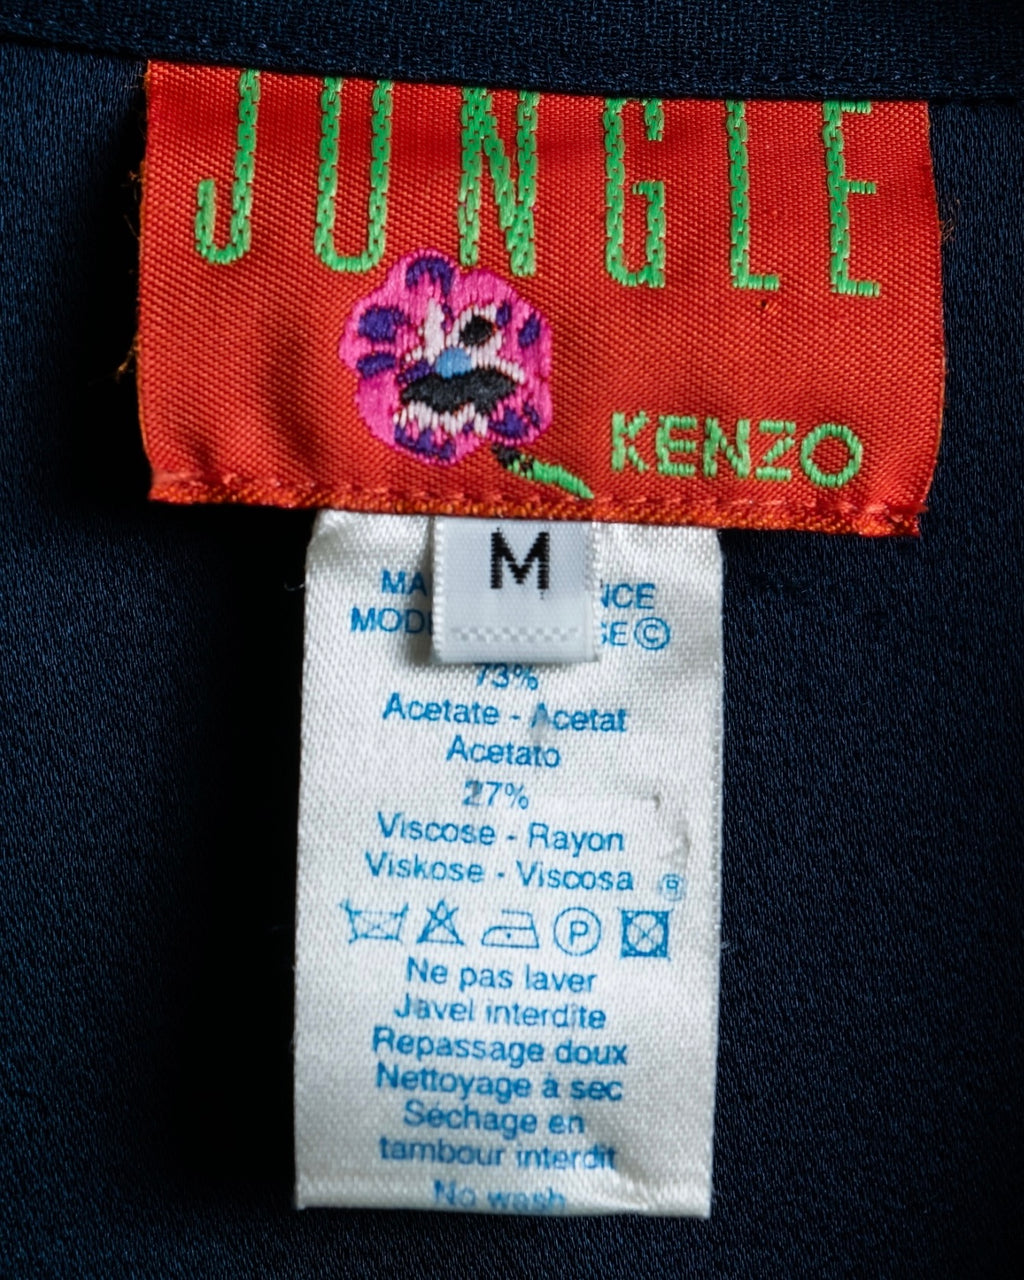 JUNGLE
KENZO
M
©
73%
Acetate - Acetat
Acetato
27%
Viscose - Rayon
Viskose - Viscosa ®
P
Ne pas laver
Javel interdite
Repassage doux
Nettoyage à sec
Séchage en
tambour interdit
No wash